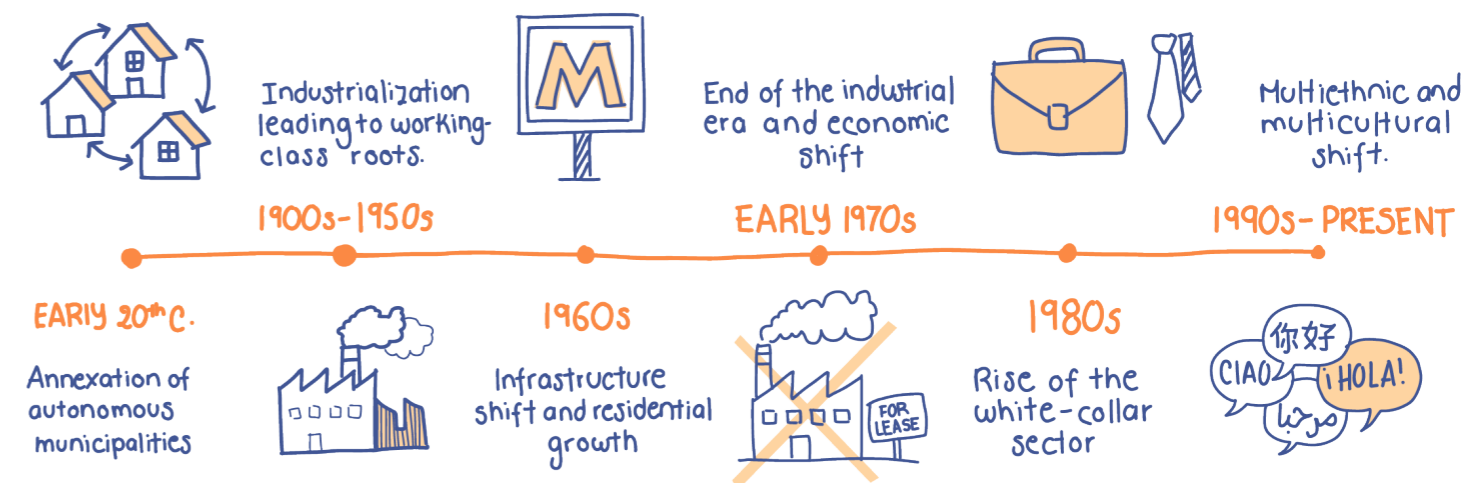 Industrialization
leading to working-
class roots.
1900s-1950s
M
End of the industrial
era and economic
shift
EARLY 1970s
Multiethnic and
multicultural
shift.
1990s-PRESENT
EARLY 20th C.
Annexation of
autonomous
municipalities
1960s
Infrastructure
shift and residential
growth
FOR
LEASE
1980s
Rise of the
white-collar
sector
你好
CIAO
¡HOLA!
مرحبا